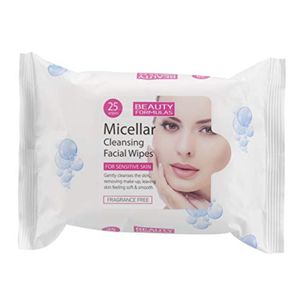 BEAUTY
25
wipes
BEAUTY
FORMULAS
Micellar
Cleansing
Facial Wipes
FOR SENSITIVE SKIN
Gently cleanses the skin,
removing make up, leaving
skin feeling soft & smooth
FRAGRANCE FREE